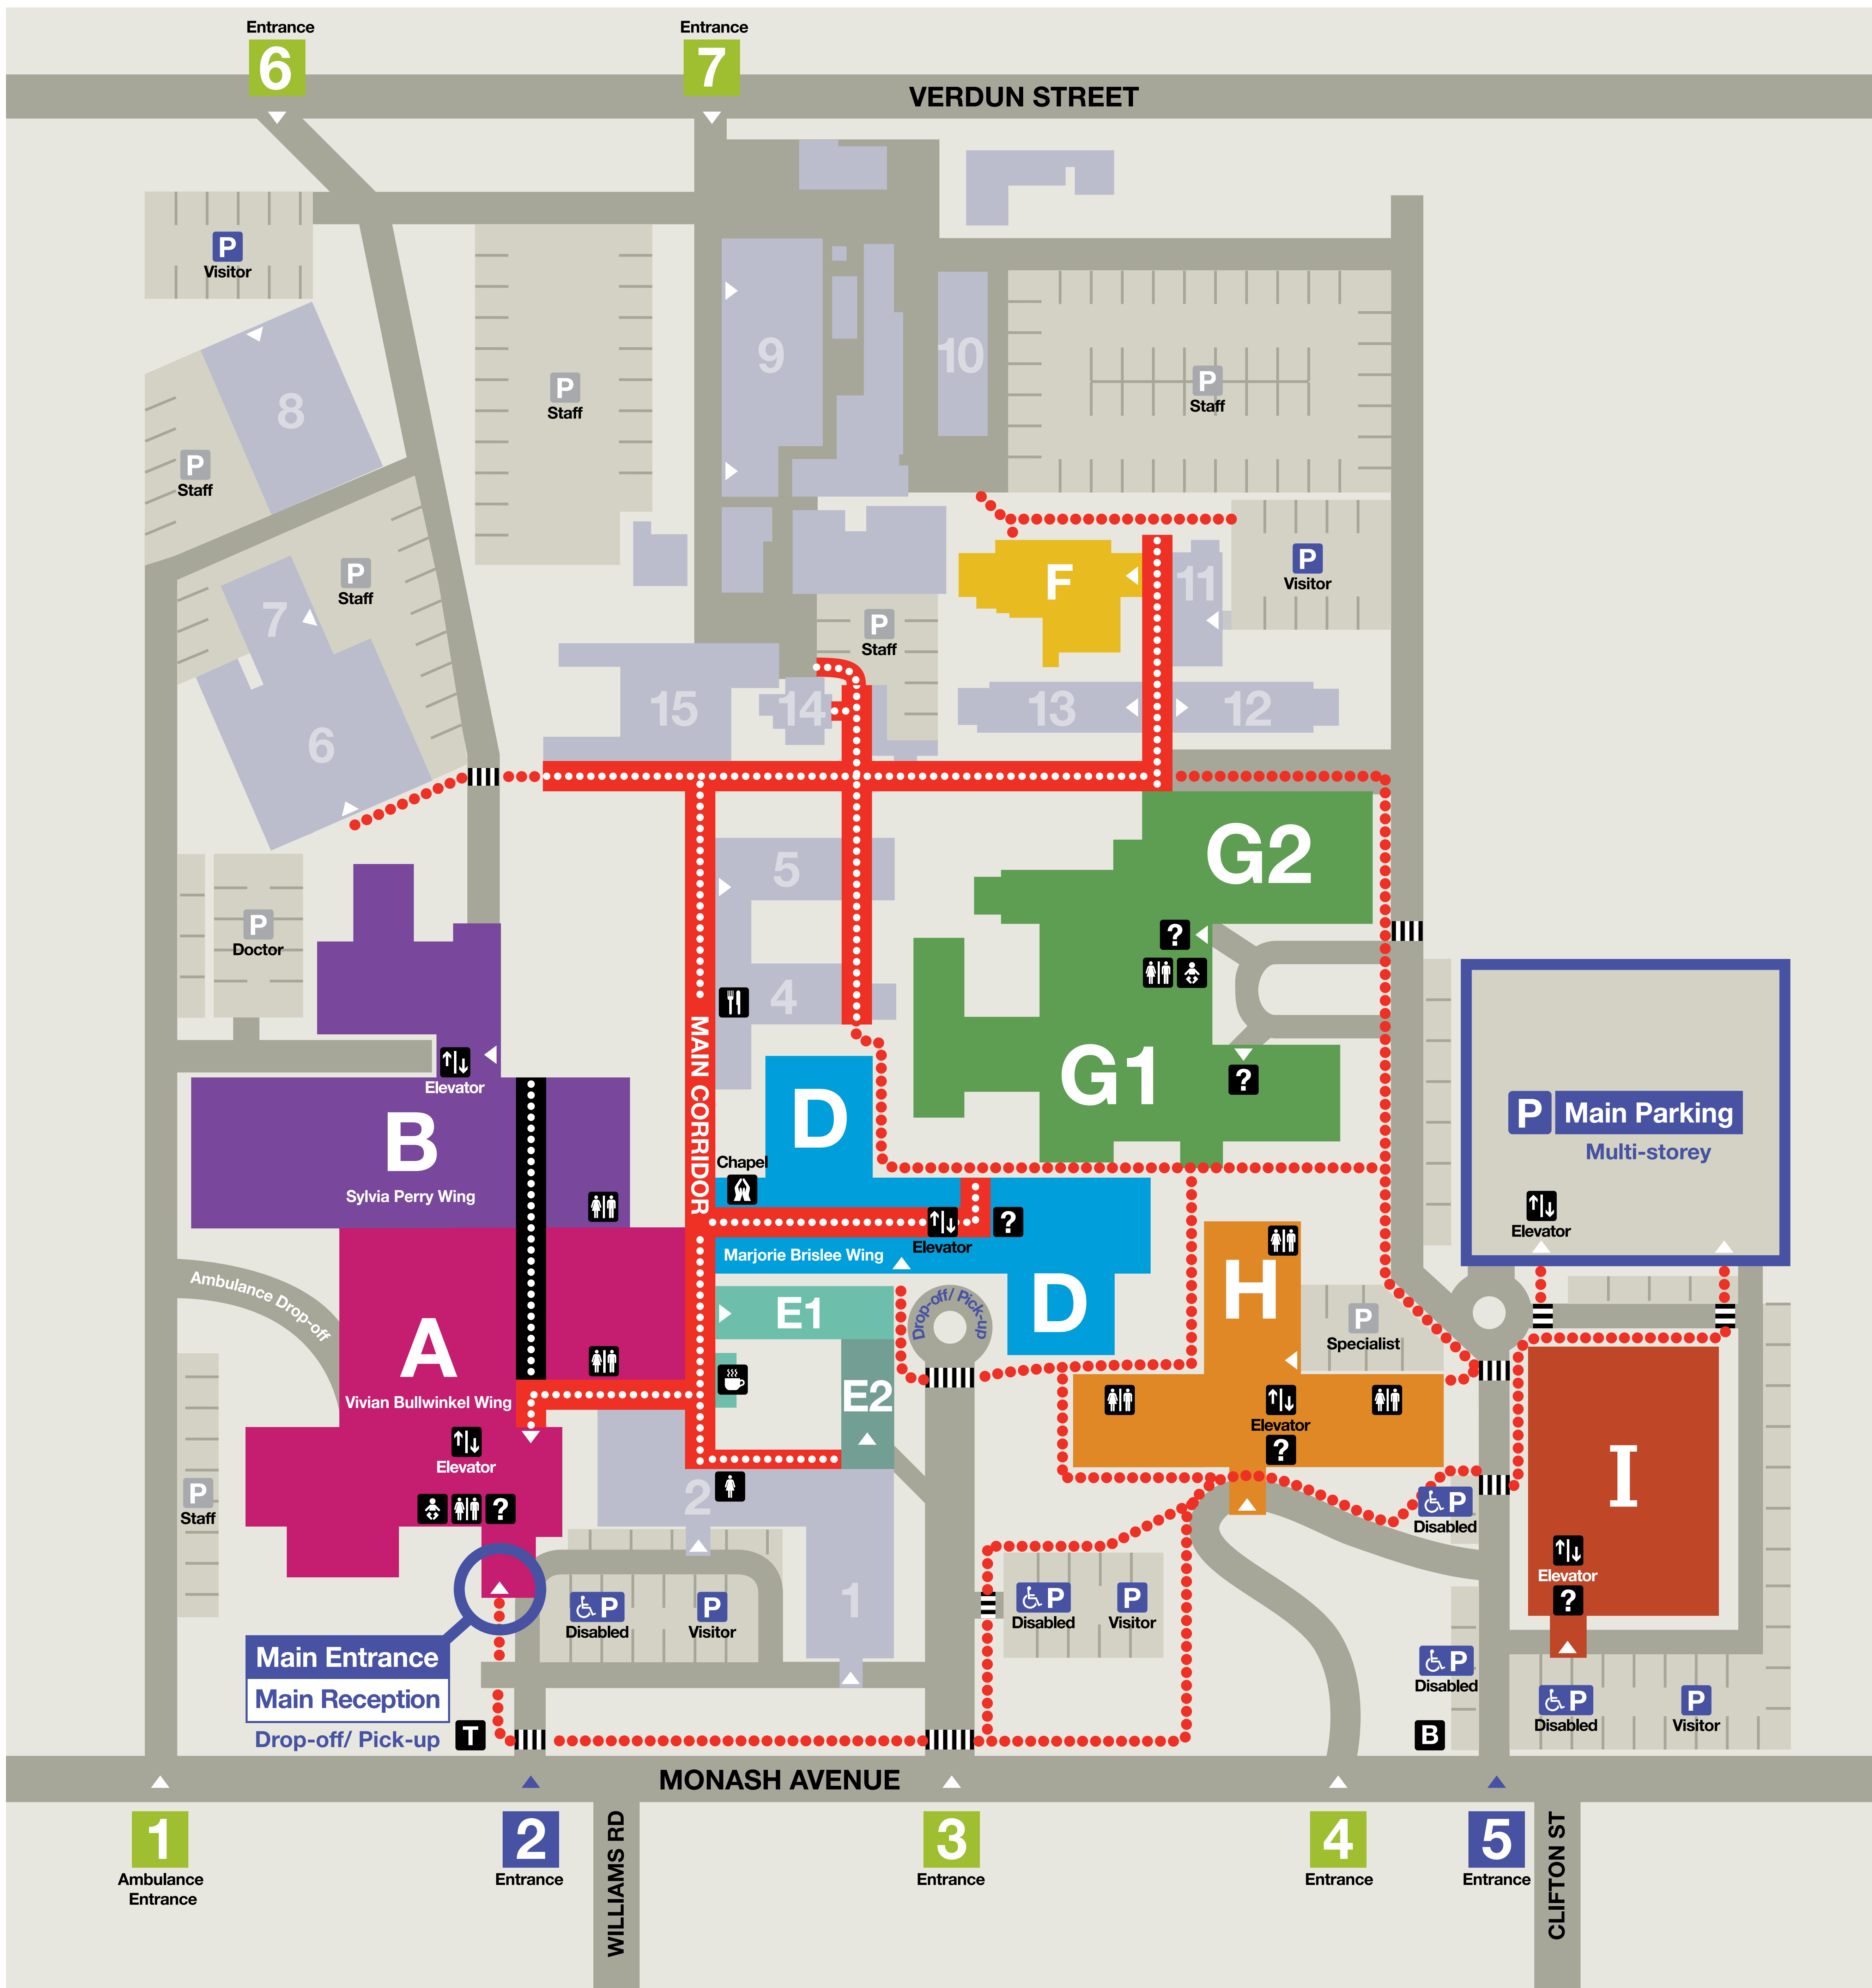 Entrance
6
Entrance
7
VERDUN STREET
P
Visitor
9
10
8
P
Staff
P
Staff
P
Staff
P
Staff
7
P
Visitor
F
11
P
Staff
15
14
13
12
6
G2
5
P
Doctor
?
4
MAIN CORRIDOR
G1
?
Elevator
B
Sylvia Perry Wing
D
P Main Parking
Multi-storey
Chapel
Elevator
?
Elevator
Marjorie Brislee Wing
Ambulance Drop-off
H
E1
Drop-off/ Pick-up
D
P
Specialist
A
Vivian Bullwinkel Wing
E2
Elevator
?
Elevator
I
2
P
Staff
?
P
Disabled
Elevator
?
1
P
Disabled
P
Visitor
P
Disabled
P
Visitor
Main Entrance
Main Reception
Drop-off/ Pick-up
T
P
Disabled
P
Disabled
P
Visitor
B
MONASH AVENUE
1
Ambulance
Entrance
2
Entrance
WILLIAMS RD
3
Entrance
4
Entrance
5
Entrance
CLIFTON ST